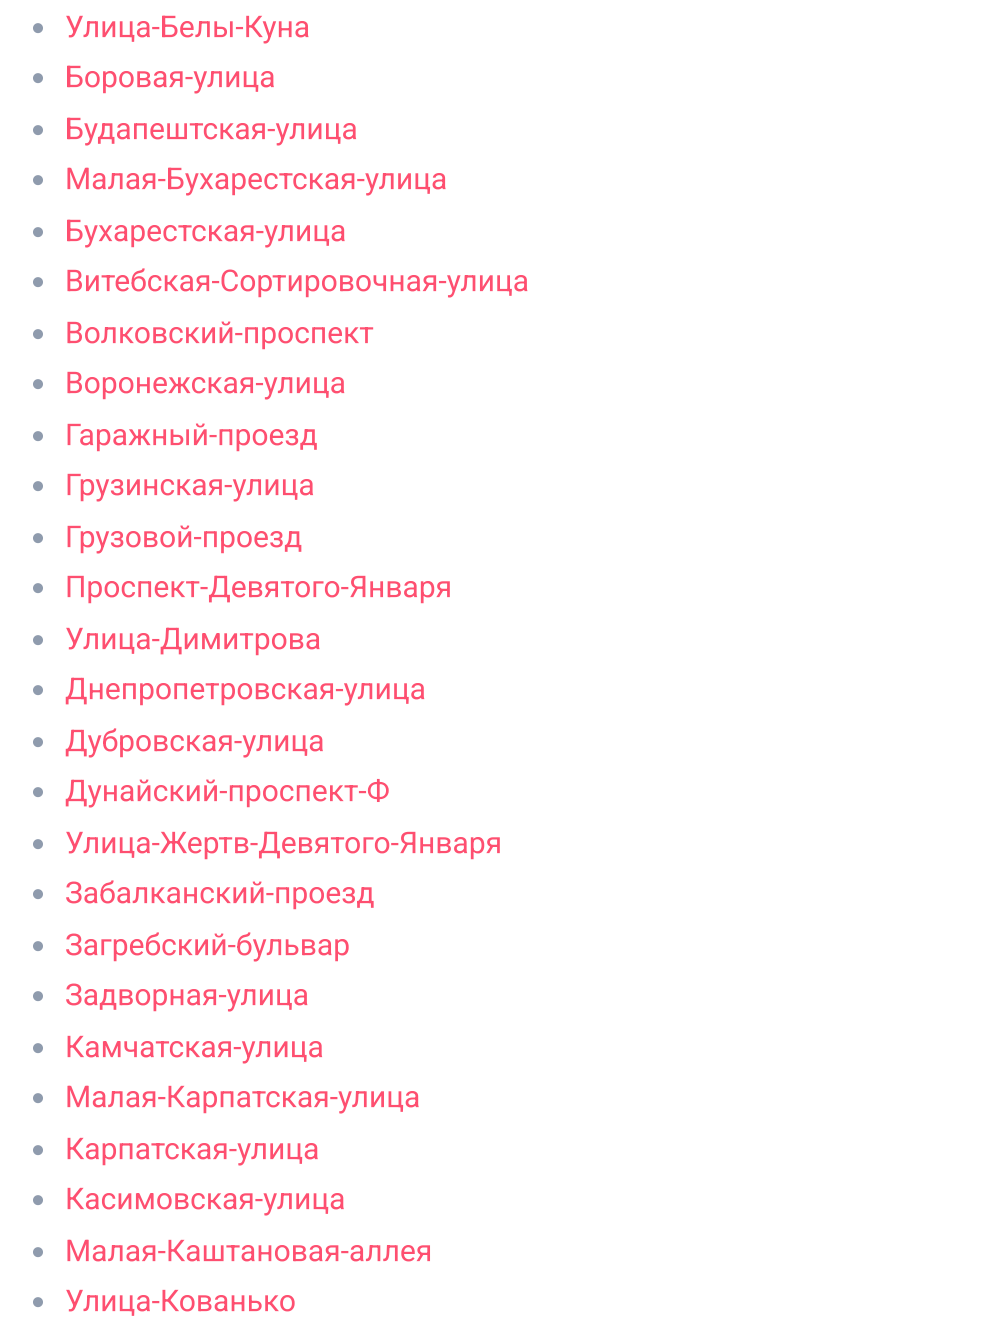 Улица-Белы-Куна
Боровая-улица
Будапештская-улица
Малая-Бухарестская-улица
Бухарестская-улица
Витебская-Сортировочная-улица
Волковский-проспект
Воронежская-улица
Гаражный-проезд
Грузинская-улица
Грузовой-проезд
Проспект-Девятого-Января
Улица-Димитрова
Днепропетровская-улица
Дубровская-улица
Дунайский-проспект-Ф
Улица-Жертв-Девятого-Января
Забалканский-проезд
Загребский-бульвар
Задворная-улица
Камчатская-улица
Малая-Карпатская-улица
Карпатская-улица
Касимовская-улица
Малая-Каштановая-аллея
Улица-Кованько